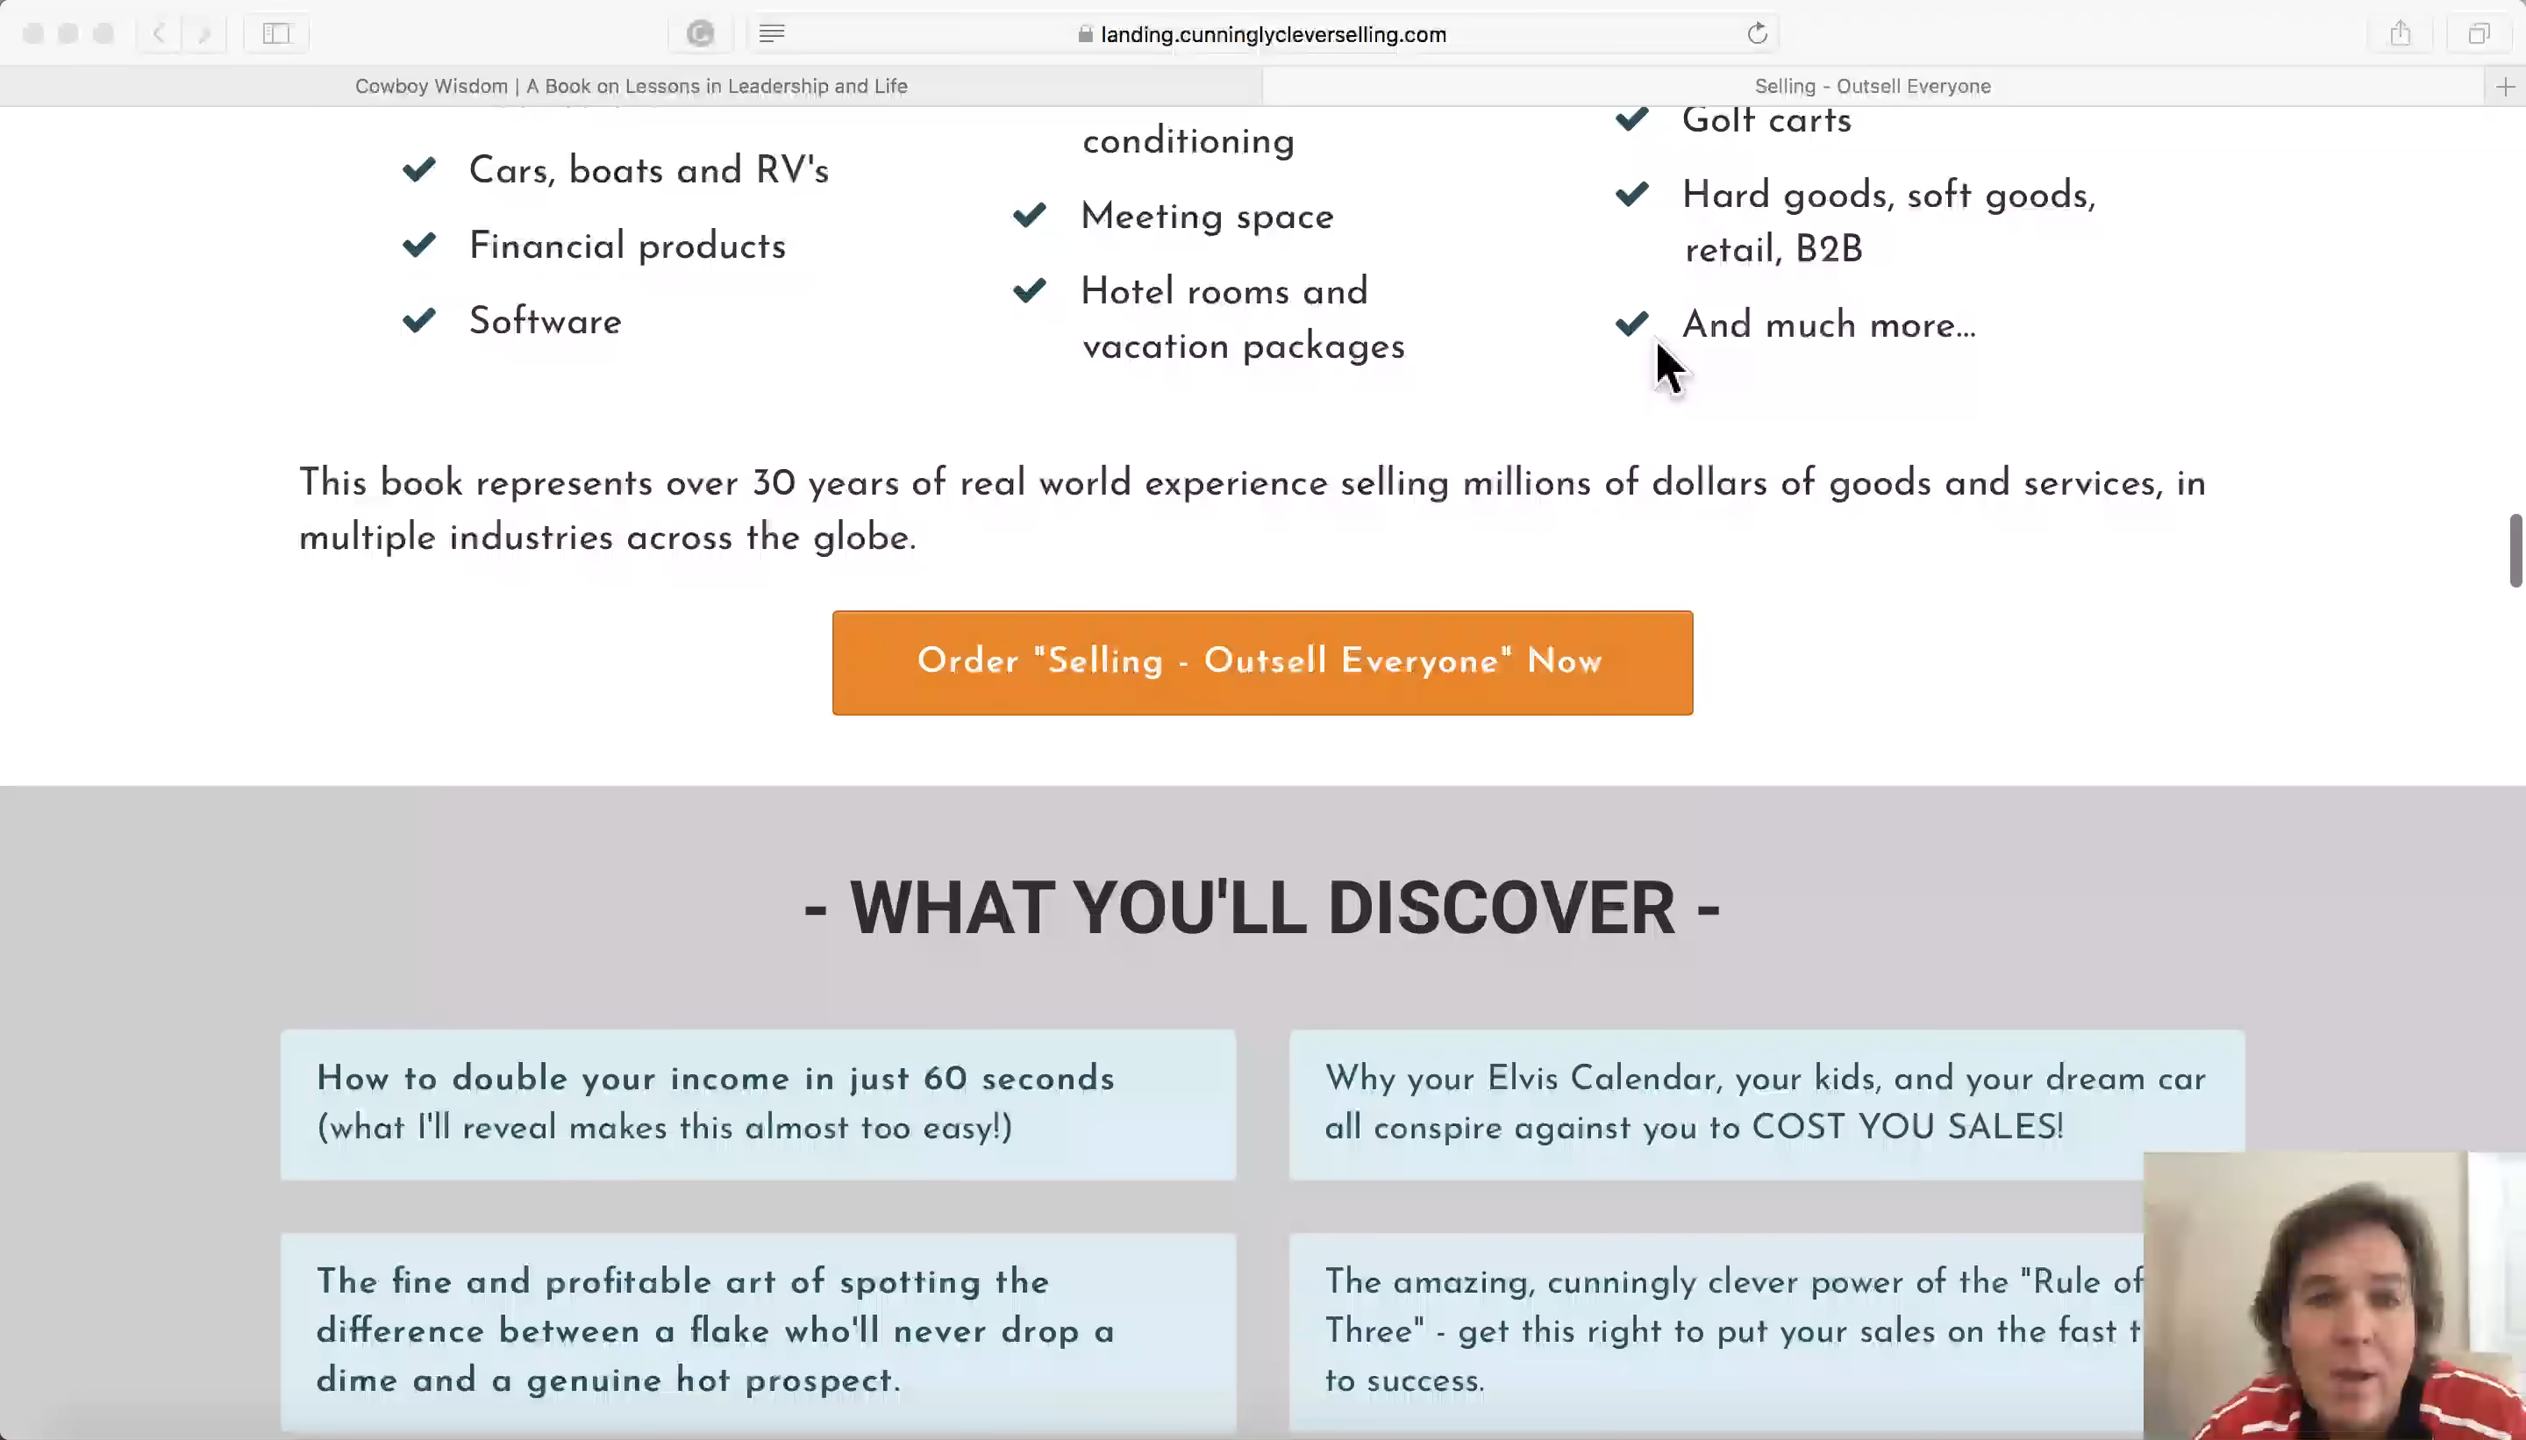 landing.cunninglycleverselling.com
Cowboy Wisdom | A Book on Lessons in Leadership and Life
Selling - Outsell Everyone
Cars, boats and RV's
Financial products
Software
conditioning
Meeting space
Hotel rooms and
vacation packages
Golf carts
Hard goods, soft goods,
retail, B2B
And much more...
This book represents over 30 years of real world experience selling millions of dollars of goods and services, in
multiple industries across the globe.
Order "Selling - Outsell Everyone" Now
- WHAT YOU'LL DISCOVER -
How to double your income in just 60 seconds
(what I'll reveal makes this almost too easy!)
Why your Elvis Calendar, your kids, and your dream car
all conspire against you to COST YOU SALES!
The fine and profitable art of spotting the
difference between a flake who'll never drop a
dime and a genuine hot prospect.
The amazing, cunningly clever power of the "Rule of
Three" - get this right to put your sales on the fast t
to success.